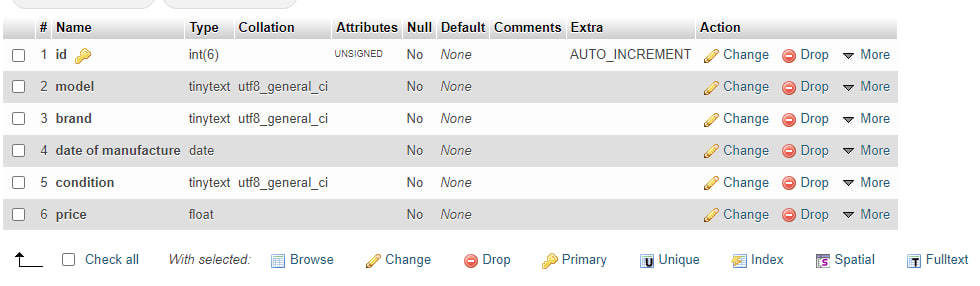 # Name Type Collation Attributes Null Default Comments Extra Action
1 id int(6) UNSIGNED No None AUTO_INCREMENT Change Drop More
2 model tinytext utf8_general_ci No None Change Drop More
3 brand tinytext utf8_general_ci No None Change Drop More
4 date of manufacture date No None Change Drop More
5 condition tinytext utf8_general_ci No None Change Drop More
6 price float No None Change Drop More
Check all With selected: Browse Change Drop Primary U Unique Index S Spatial T Fulltext